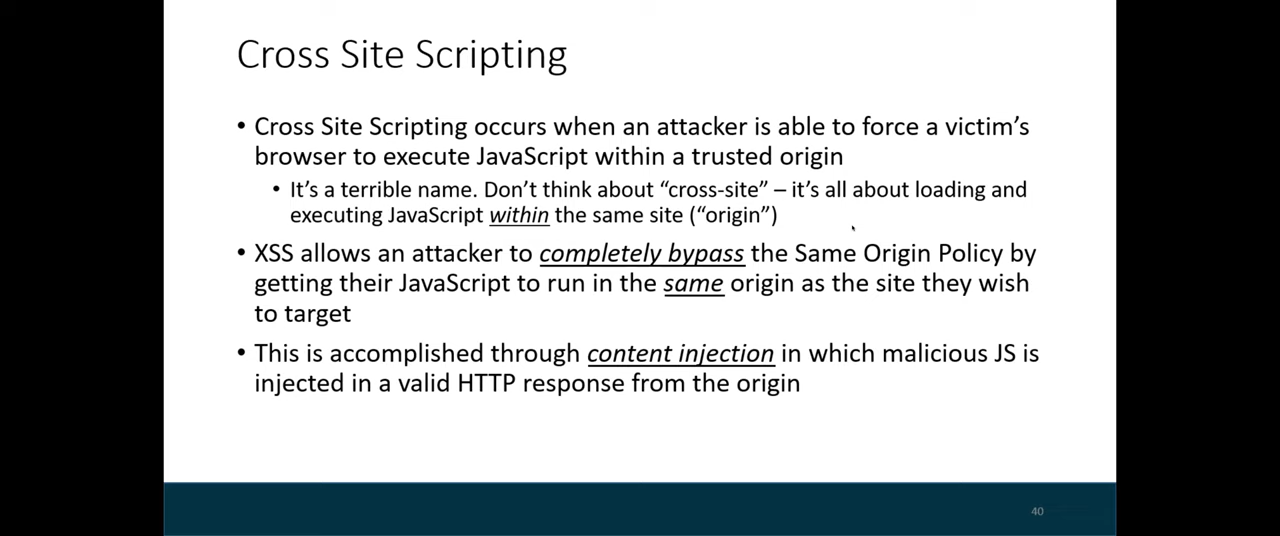 Cross Site Scripting
• Cross Site Scripting occurs when an attacker is able to force a victim’s
browser to execute JavaScript within a trusted origin
• It’s a terrible name. Don’t think about “cross-site” – it’s all about loading and
executing JavaScript within the same site (“origin”)
• XSS allows an attacker to completely bypass the Same Origin Policy by
getting their JavaScript to run in the same origin as the site they wish
to target
• This is accomplished through content injection in which malicious JS is
injected in a valid HTTP response from the origin
40